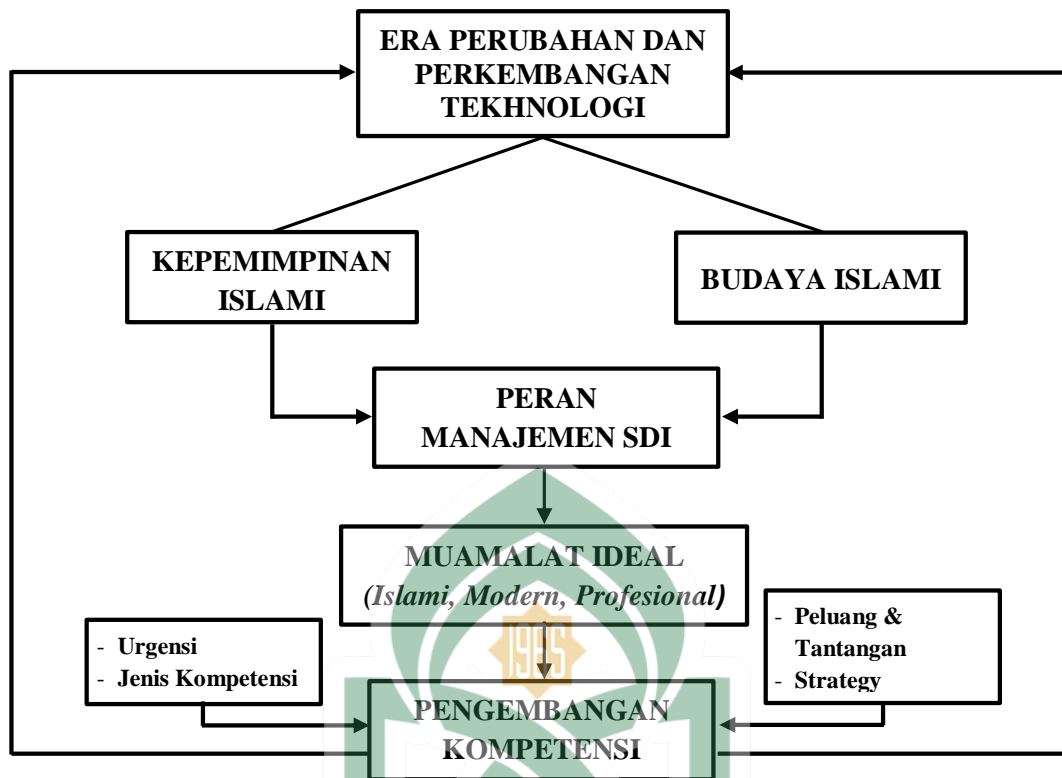 ERA PERUBAHAN DAN
PERKEMBANGAN
TEKHNOLOGI
KEPEMIMPINAN
ISLAMI
BUDAYA ISLAMI
PERAN
MANAJEMEN SDI
MUAMALAT IDEAL
(Islami, Modern, Profesional)
- Urgensi
- Jenis Kompetensi
- Peluang &
Tantangan
- Strategy
1965
PENGEMBANGAN
KOMPETENSI